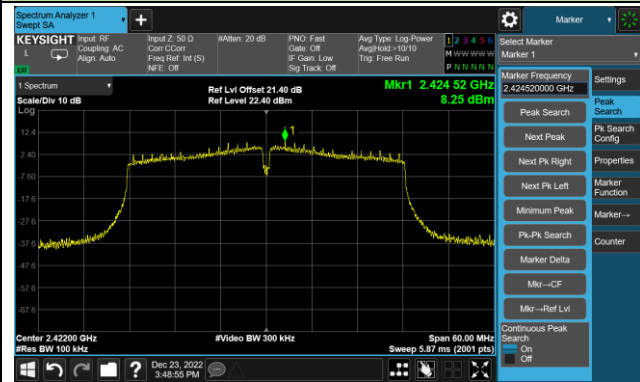 Spectrum Analyzer 1
Swept SA
+
Marker
KEYSIGHT
L
Input: RF
Coupling: AC
Align: Auto
Input Z: 50 Ω
Corr CCorr
Freq Ref: Int (S)
NFE: Off
#Atten: 20 dB
PNO: Fast
Gate: Off
IF Gain: Low
Sig Track: Off
Avg Type: Log-Power
Avg|Hold:>10/10
Trig: Free Run
1 2 3 4 5 6
M W W W W W
P N N N N N
Select Marker
Marker 1
1 Spectrum
Scale/Div 10 dB
Log
Ref Lvl Offset 21.40 dB
Ref Level 22.40 dBm
Mkr1 2.424 52 GHz
8.25 dBm
1
12.4
2.40
-7.60
-17.6
-27.6
-37.6
-47.6
-57.6
-67.6
Center 2.42200 GHz
#Res BW 100 kHz
#Video BW 300 kHz
Span 60.00 MHz
Sweep 5.87 ms (2001 pts)
Marker Frequency
2.424520000 GHz
Peak Search
Next Peak
Next Pk Right
Next Pk Left
Minimum Peak
Pk-Pk Search
Marker Delta
Mkr→CF
Mkr→Ref Lvl
Continuous Peak
Search
On
Off
Settings
Peak
Search
Pk Search
Config
Properties
Marker
Function
Marker→
Counter
?
Dec 23, 2022
3:48:55 PM